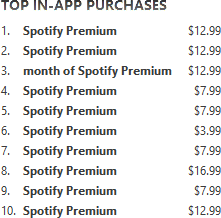 TOP IN-APP PURCHASES
1. Spotify Premium $12.99
2. Spotify Premium $12.99
3. month of Spotify Premium $12.99
4. Spotify Premium $7.99
5. Spotify Premium $7.99
6. Spotify Premium $3.99
7. Spotify Premium $7.99
8. Spotify Premium $16.99
9. Spotify Premium $7.99
10. Spotify Premium $12.99